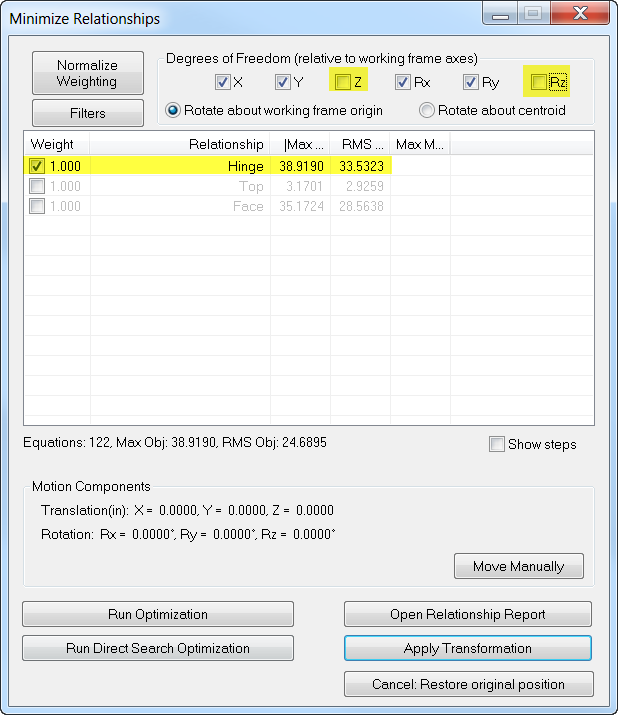 Minimize Relationships
Normalize
Weighting
Filters
Degrees of Freedom (relative to working frame axes)
X Y Z Rx Ry Rz
Rotate about working frame origin Rotate about centroid
Weight Relationship |Max ... RMS ... Max M...
1.000 Hinge 38.9190 33.5323
1.000 Top 3.1701 2.9259
1.000 Face 35.1724 28.5638
Equations: 122, Max Obj: 38.9190, RMS Obj: 24.6895
Show steps
Motion Components
Translation(in): X = 0.0000, Y = 0.0000, Z = 0.0000
Rotation: Rx = 0.0000°, Ry = 0.0000°, Rz = 0.0000°
Move Manually
Run Optimization Open Relationship Report
Run Direct Search Optimization Apply Transformation
Cancel: Restore original position